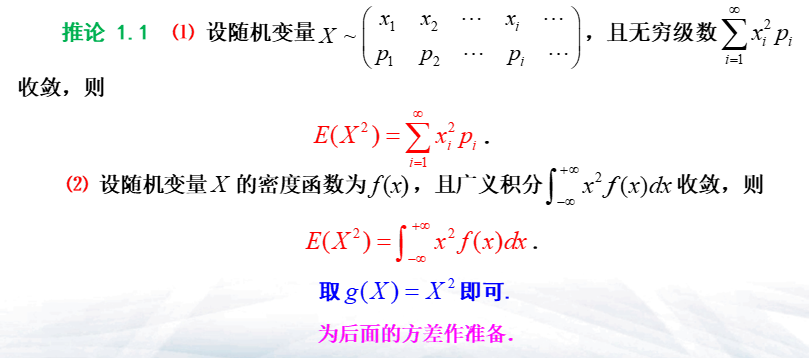 推论 1.1 ⑴ 设随机变量 X ~ \begin{pmatrix} x_1 & x_2 & \cdots & x_i & \cdots \\ p_1 & p_2 & \cdots & p_i & \cdots \end{pmatrix}，且无穷级数 \sum_{i=1}^{\infty} x_i^2 p_i
收敛，则
E(X^2) = \sum_{i=1}^{\infty} x_i^2 p_i .
⑵ 设随机变量 X 的密度函数为 f(x)，且广义积分 \int_{-\infty}^{+\infty} x^2 f(x)dx 收敛，则
E(X^2) = \int_{-\infty}^{+\infty} x^2 f(x)dx .
取 g(X) = X^2 即可.
为后面的方差作准备.